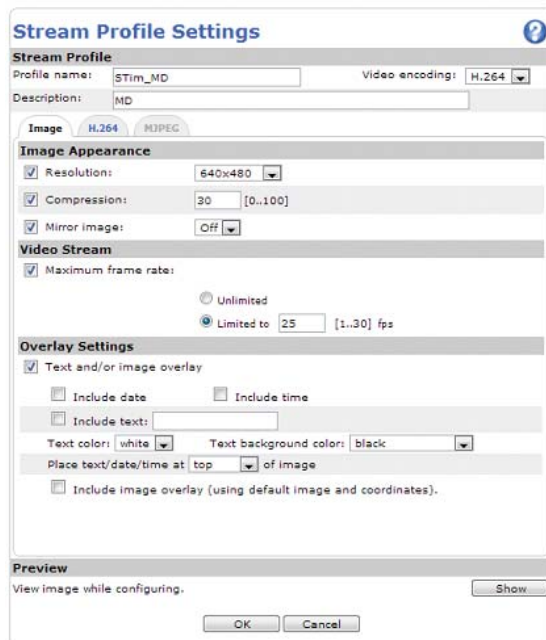 Stream Profile Settings ?
Stream Profile
Profile name: STim_MD Video encoding: H.264
Description: MD
Image H.264 MJPEG
Image Appearance
Resolution: 640x480
Compression: 30 [0..100]
Mirror image: Off
Video Stream
Maximum frame rate:
Unlimited
Limited to 25 [1..30] fps
Overlay Settings
Text and/or image overlay
Include date Include time
Include text:
Text color: white Text background color: black
Place text/date/time at top of image
Include image overlay (using default image and coordinates).
Preview
View image while configuring. Show
OK Cancel